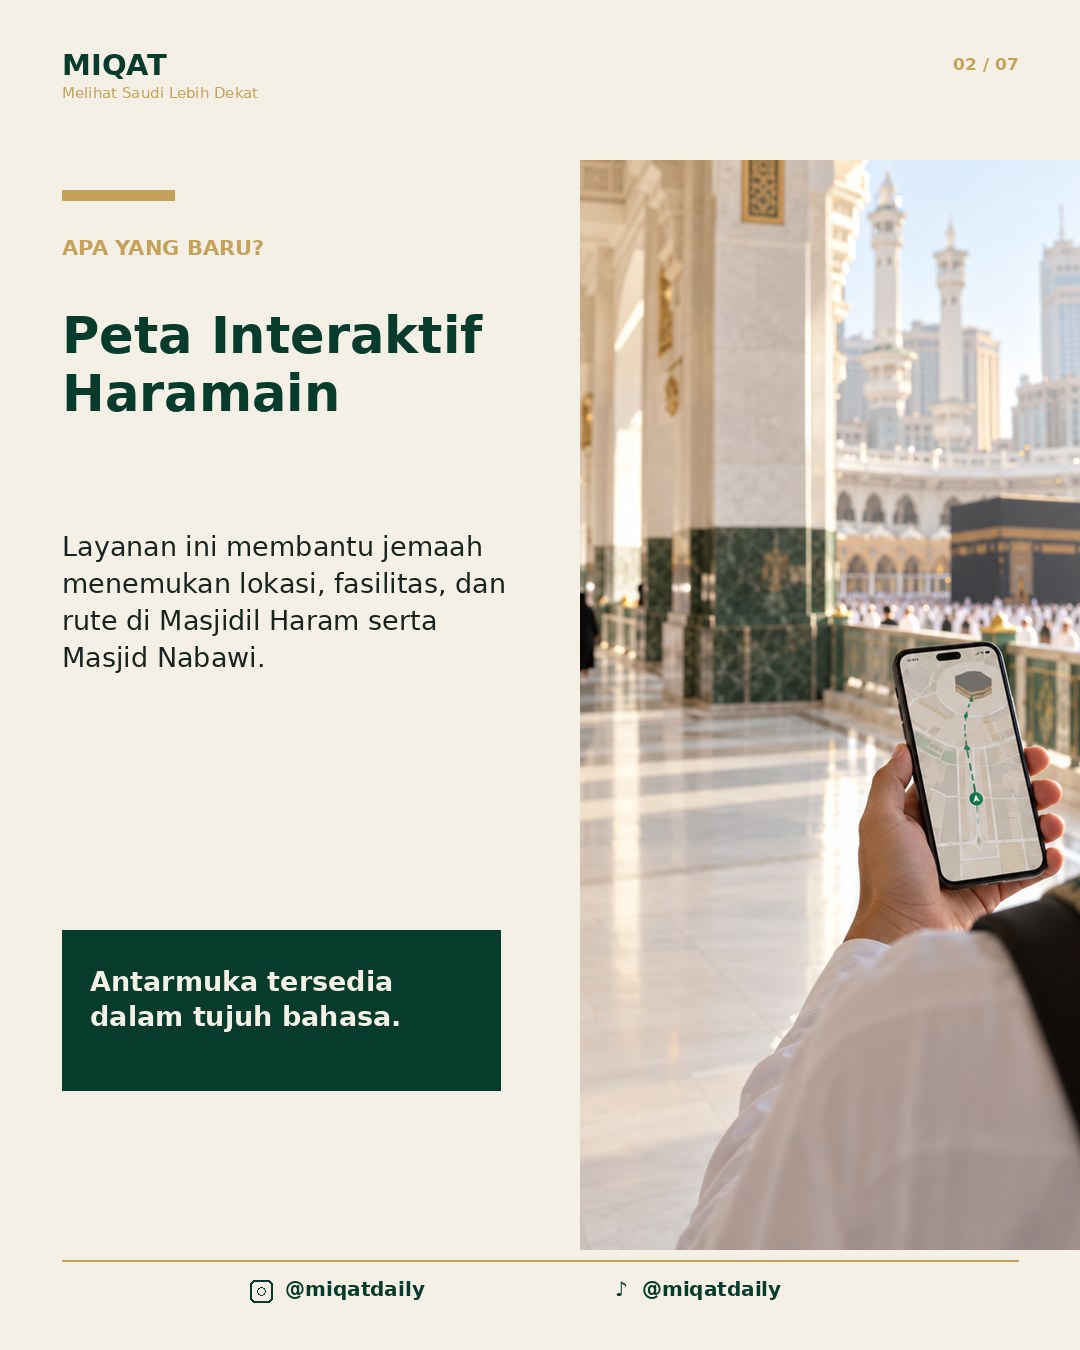 MIQAT
Melihat Saudi Lebih Dekat
02 / 07
APA YANG BARU?
Peta Interaktif
Haramain
Layanan ini membantu jemaah
menemukan lokasi, fasilitas, dan
rute di Masjidil Haram serta
Masjid Nabawi.
Antarmuka tersedia
dalam tujuh bahasa.
@miqatdaily
@miqatdaily